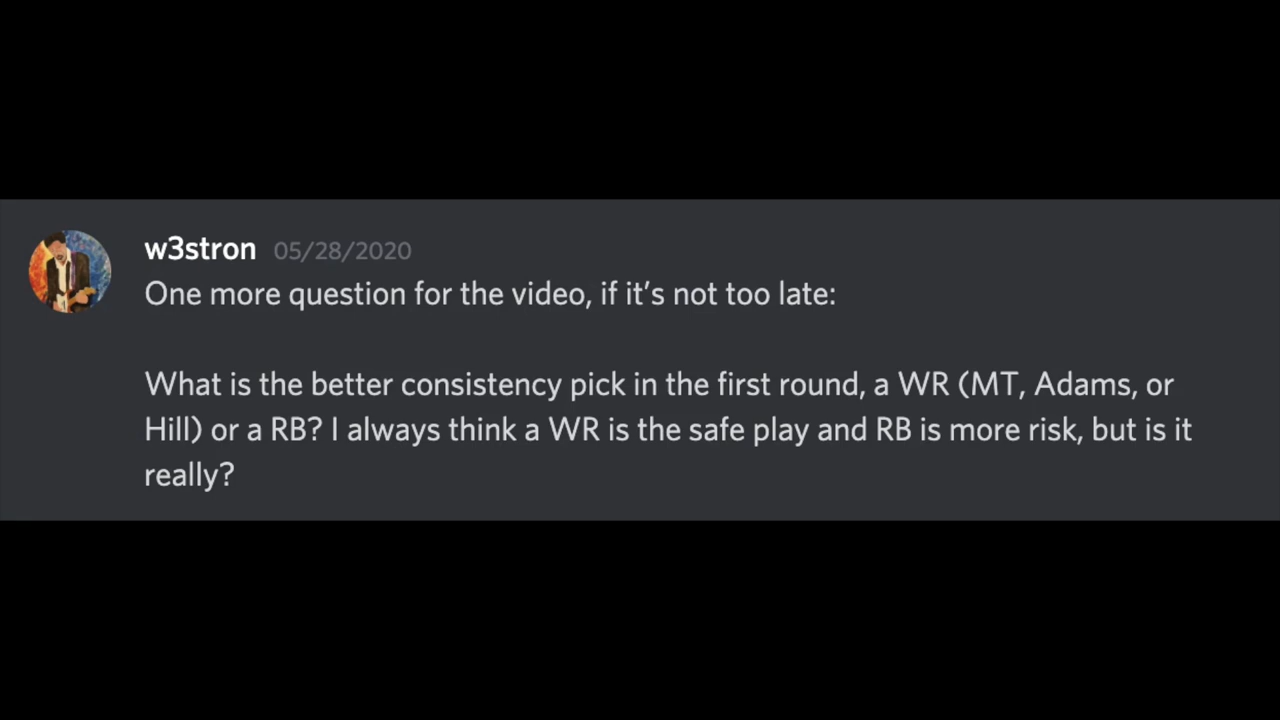 w3stron 05/28/2020
One more question for the video, if it’s not too late:
What is the better consistency pick in the first round, a WR (MT, Adams, or
Hill) or a RB? I always think a WR is the safe play and RB is more risk, but is it
really?